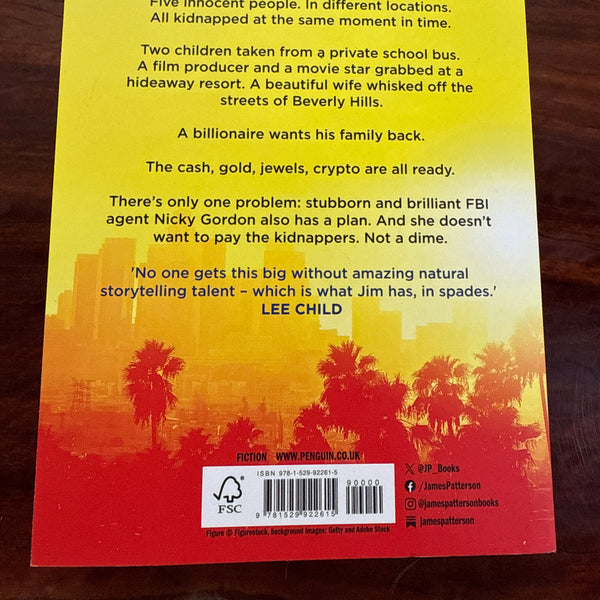 Five innocent people. In different locations.
All kidnapped at the same moment in time.
Two children taken from a private school bus.
A film producer and a movie star grabbed at a
hideaway resort. A beautiful wife whisked off the
streets of Beverly Hills.
A billionaire wants his family back.
The cash, gold, jewels, crypto are all ready.
There's only one problem: stubborn and brilliant FBI
agent Nicky Gordon also has a plan. And she doesn't
want to pay the kidnappers. Not a dime.
'No one gets this big without amazing natural
storytelling talent – which is what Jim has, in spades.'
LEE CHILD
FICTION WWW.PENGUIN.CO.UK
ISBN 978-1-529-92261-5
90000
FSC
9 781529 922615
Figure © Figurestock, background images: Getty and Adobe Stock
@JP_Books
/JamesPatterson
@jamespattersonbooks
jamespatterson